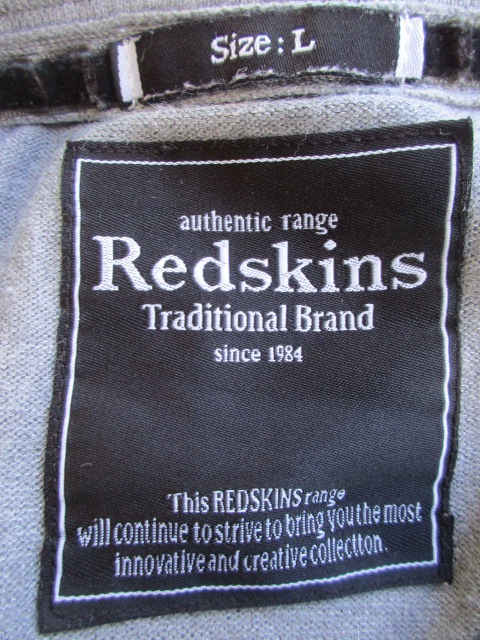 Size: L
authentic range
Redskins
Traditional Brand
since 1984
This REDSKINS range
will continue to strive to bring you the most
innovative and creative collectton.